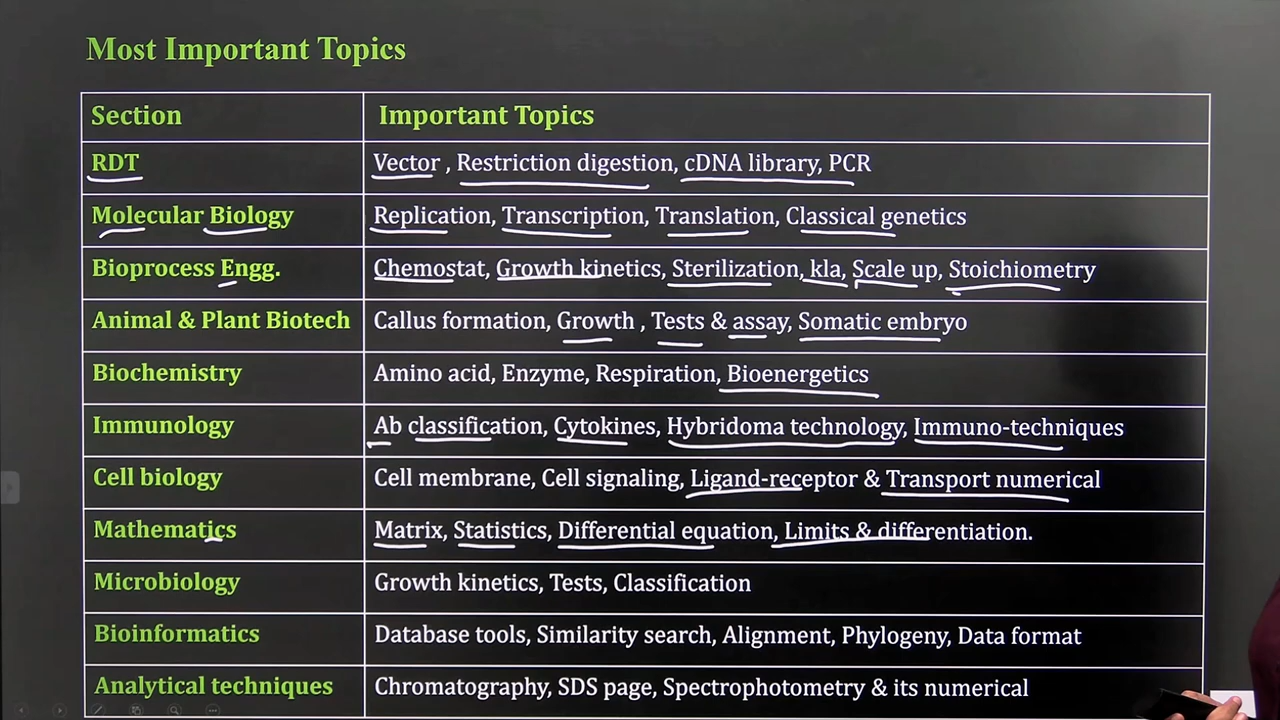 Most Important Topics
Section Important Topics
RDT Vector , Restriction digestion, cDNA library, PCR
Molecular Biology Replication, Transcription, Translation, Classical genetics
Bioprocess Engg. Chemostat, Growth kinetics, Sterilization, kla, Scale up, Stoichiometry
Animal & Plant Biotech Callus formation, Growth , Tests & assay, Somatic embryo
Biochemistry Amino acid, Enzyme, Respiration, Bioenergetics
Immunology Ab classification, Cytokines, Hybridoma technology, Immuno-techniques
Cell biology Cell membrane, Cell signaling, Ligand-receptor & Transport numerical
Mathematics Matrix, Statistics, Differential equation, Limits & differentiation.
Microbiology Growth kinetics, Tests, Classification
Bioinformatics Database tools, Similarity search, Alignment, Phylogeny, Data format
Analytical techniques Chromatography, SDS page, Spectrophotometry & its numerical